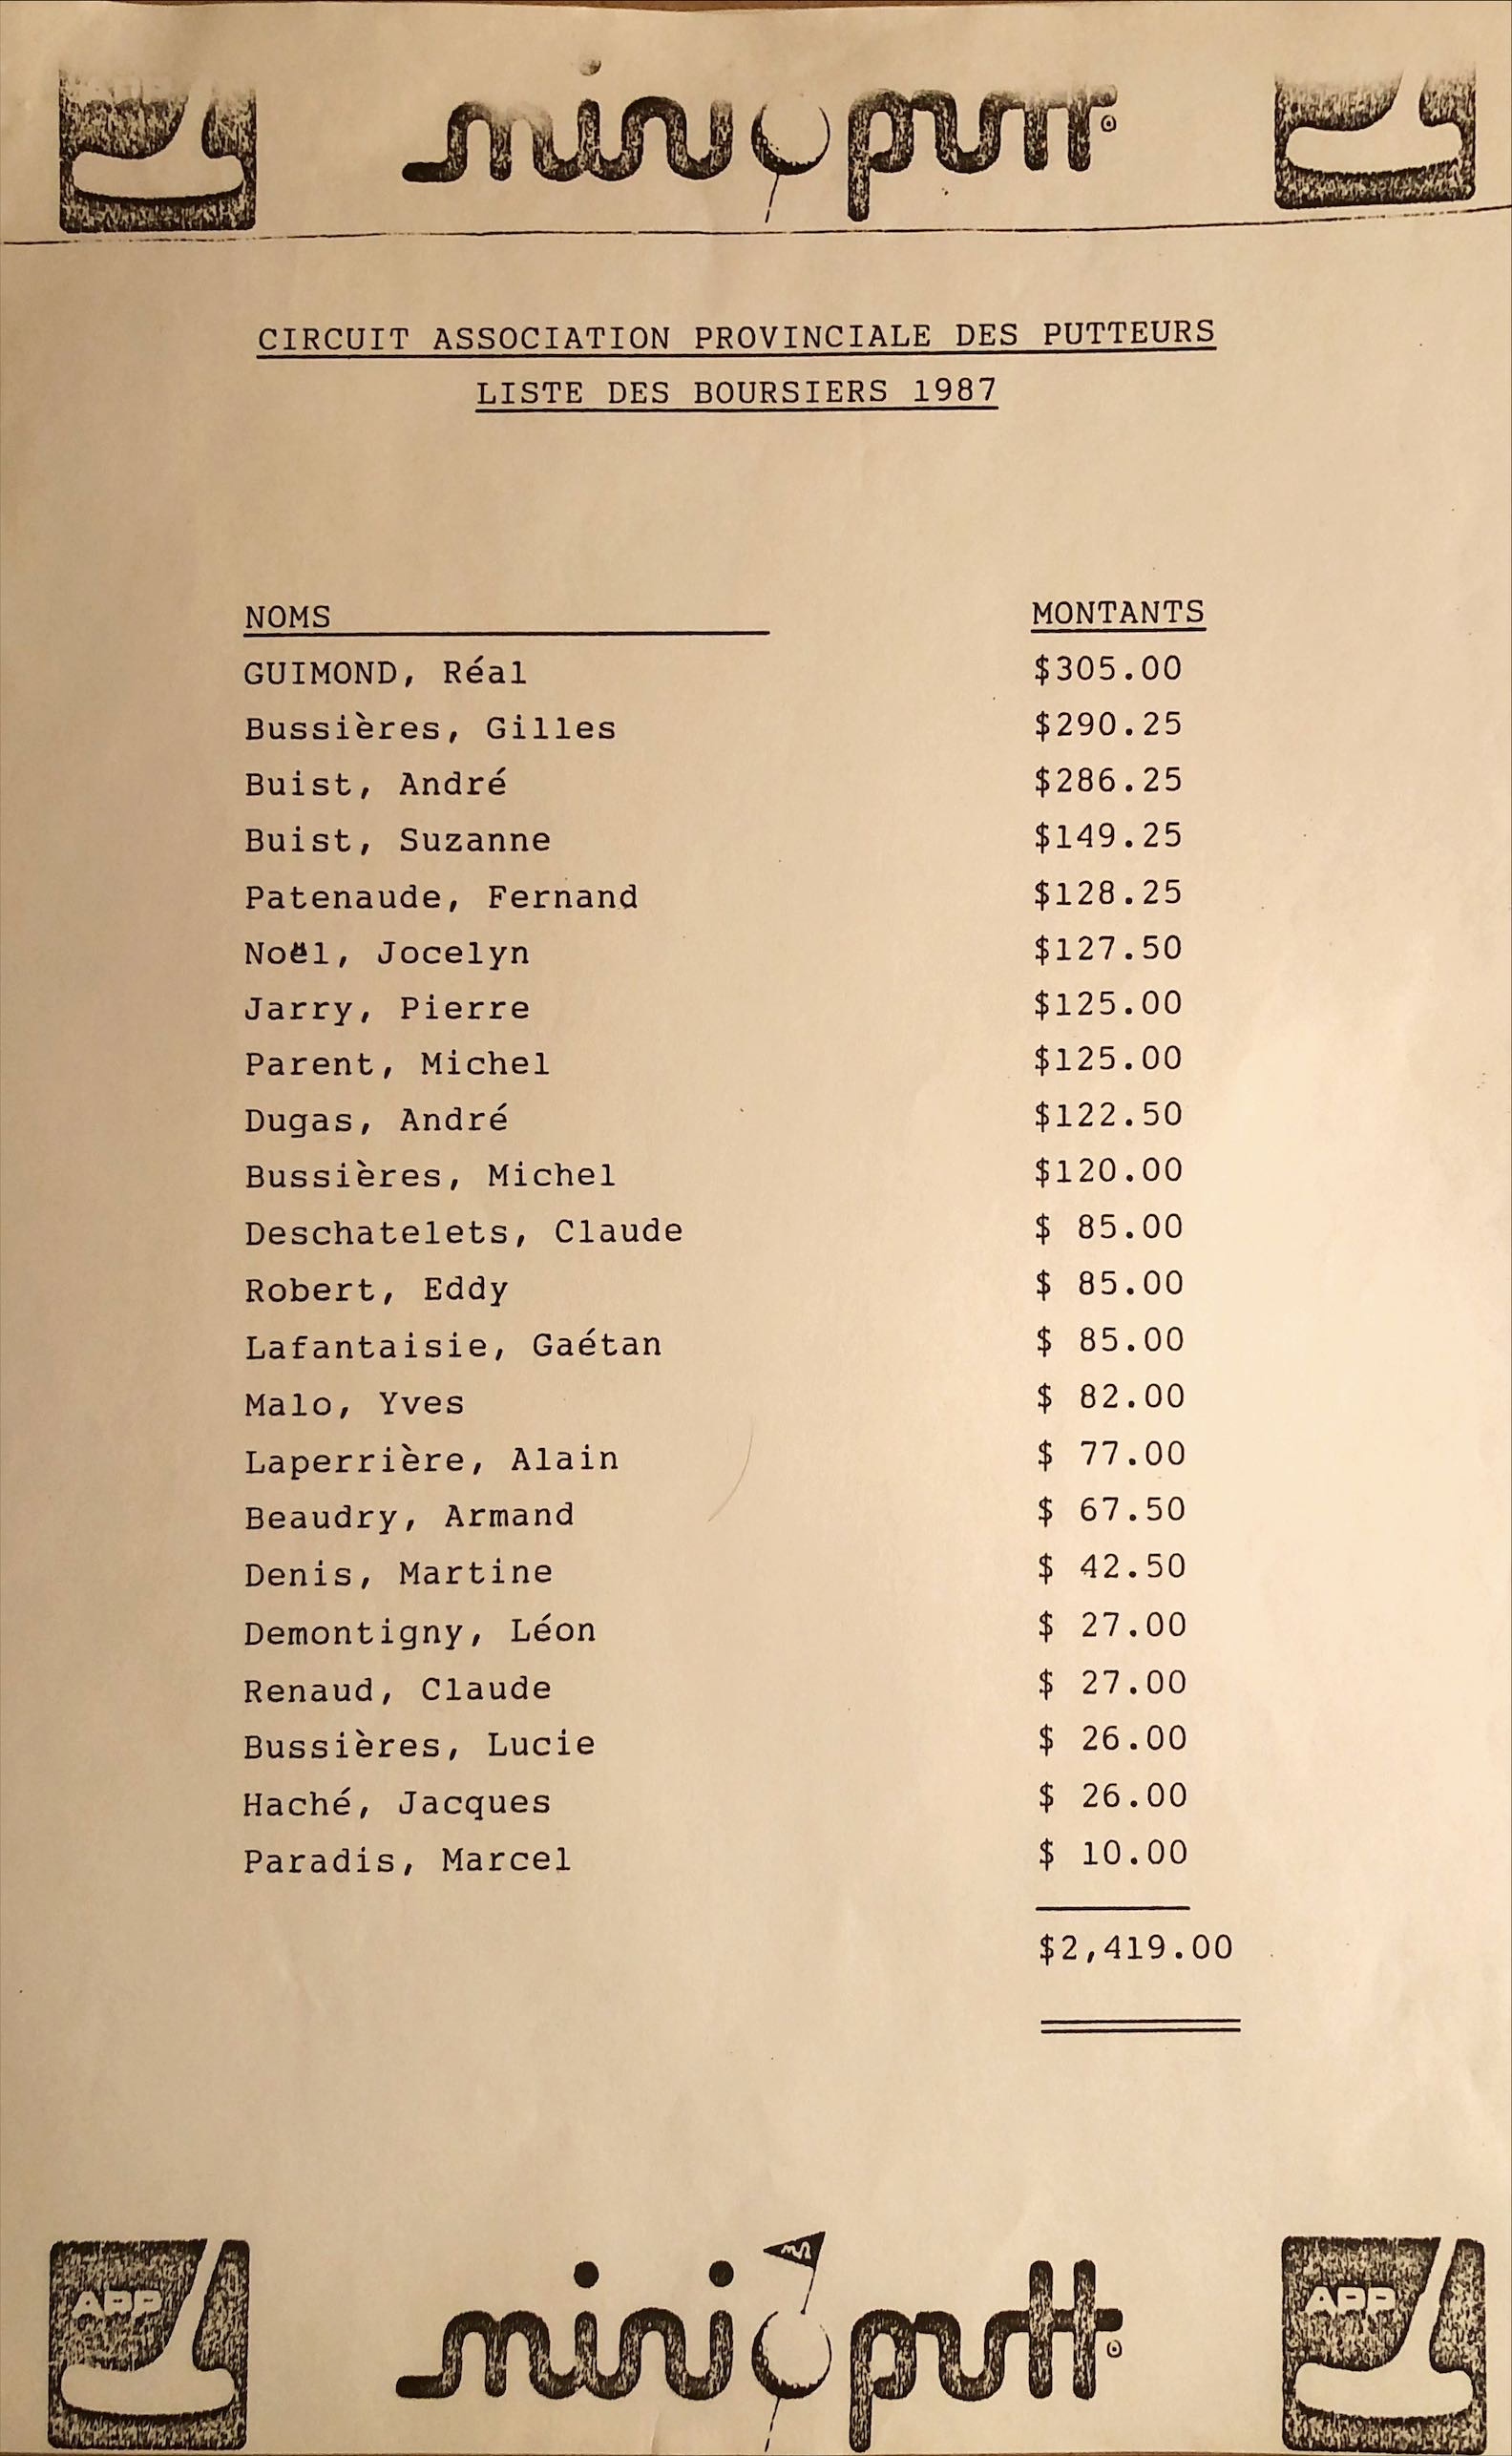 mini putt
CIRCUIT ASSOCIATION PROVINCIALE DES PUTTEURS
LISTE DES BOURSIERS 1987
NOMS MONTANTS
GUIMOND, Réal $305.00
Bussières, Gilles $290.25
Buist, André $286.25
Buist, Suzanne $149.25
Patenaude, Fernand $128.25
Noël, Jocelyn $127.50
Jarry, Pierre $125.00
Parent, Michel $125.00
Dugas, André $122.50
Bussières, Michel $120.00
Deschatelets, Claude $ 85.00
Robert, Eddy $ 85.00
Lafantaisie, Gaétan $ 85.00
Malo, Yves $ 82.00
Laperrière, Alain $ 77.00
Beaudry, Armand $ 67.50
Denis, Martine $ 42.50
Demontigny, Léon $ 27.00
Renaud, Claude $ 27.00
Bussières, Lucie $ 26.00
Haché, Jacques $ 26.00
Paradis, Marcel $ 10.00
$2,419.00
APP mini putt APP